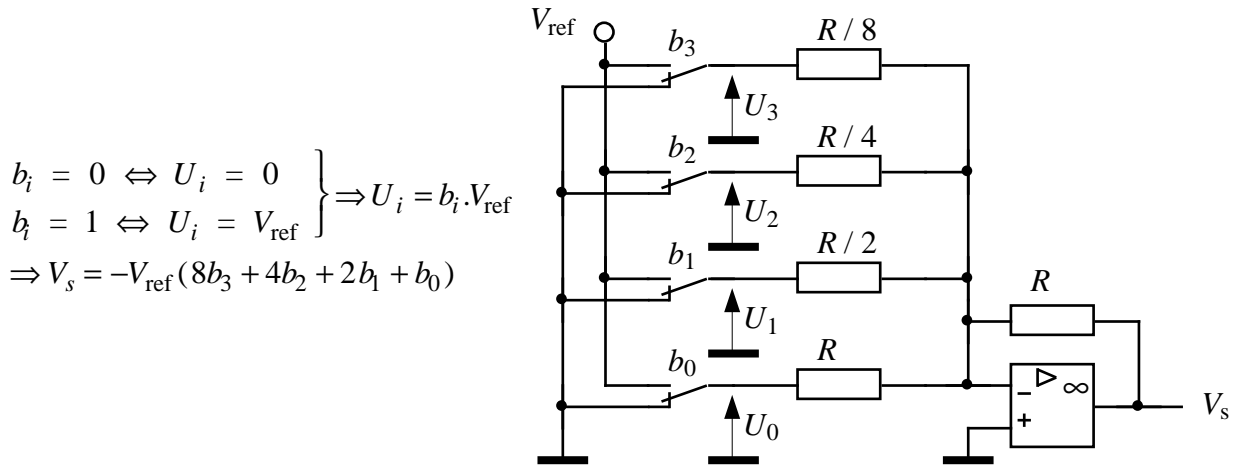 b_i = 0 ⇔ U_i = 0
b_i = 1 ⇔ U_i = V_ref } ⇒ U_i = b_i.V_ref
⇒ V_s = −V_ref (8b_3 + 4b_2 + 2b_1 + b_0)
V_ref
b_3
R / 8
U_3
b_2
R / 4
U_2
b_1
R / 2
U_1
R
b_0
R
U_0
− ▷ ∞
+
V_s